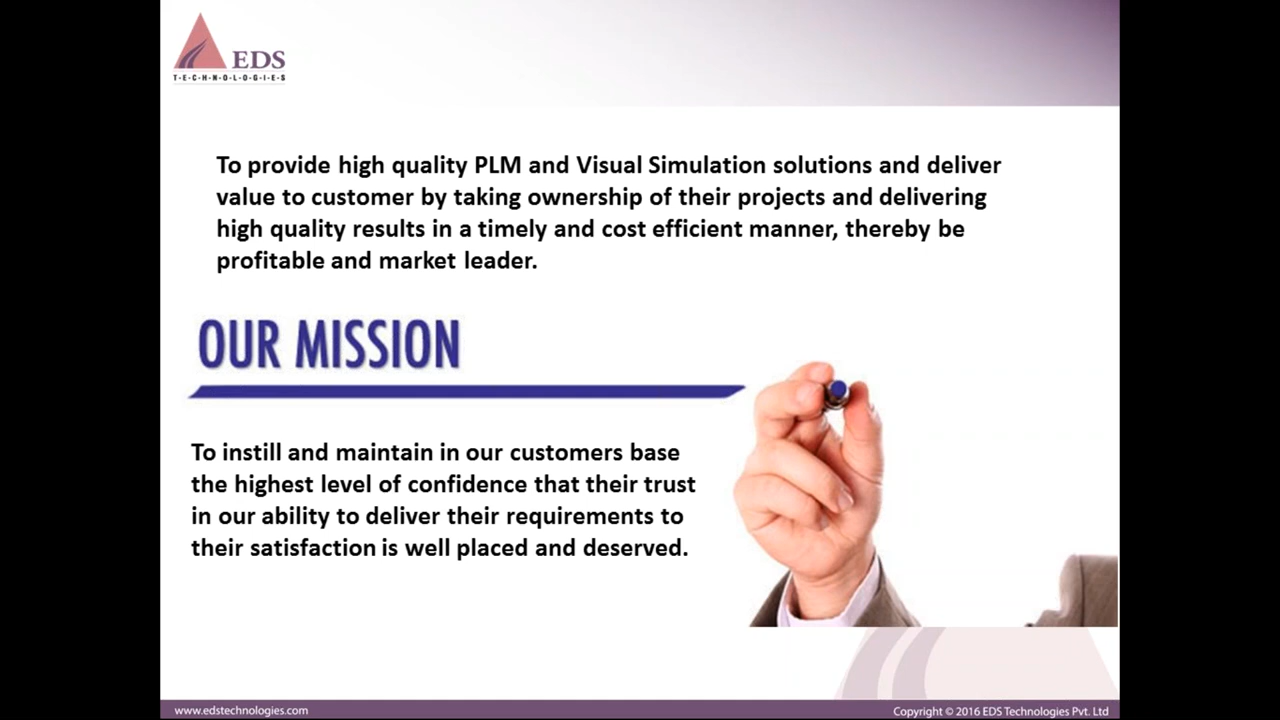 EDS
T·E·C·H·N·O·L·O·G·I·E·S
To provide high quality PLM and Visual Simulation solutions and deliver
value to customer by taking ownership of their projects and delivering
high quality results in a timely and cost efficient manner, thereby be
profitable and market leader.
OUR MISSION
To instill and maintain in our customers base
the highest level of confidence that their trust
in our ability to deliver their requirements to
their satisfaction is well placed and deserved.
www.edstechnologies.com
Copyright © 2016 EDS Technologies Pvt. Ltd